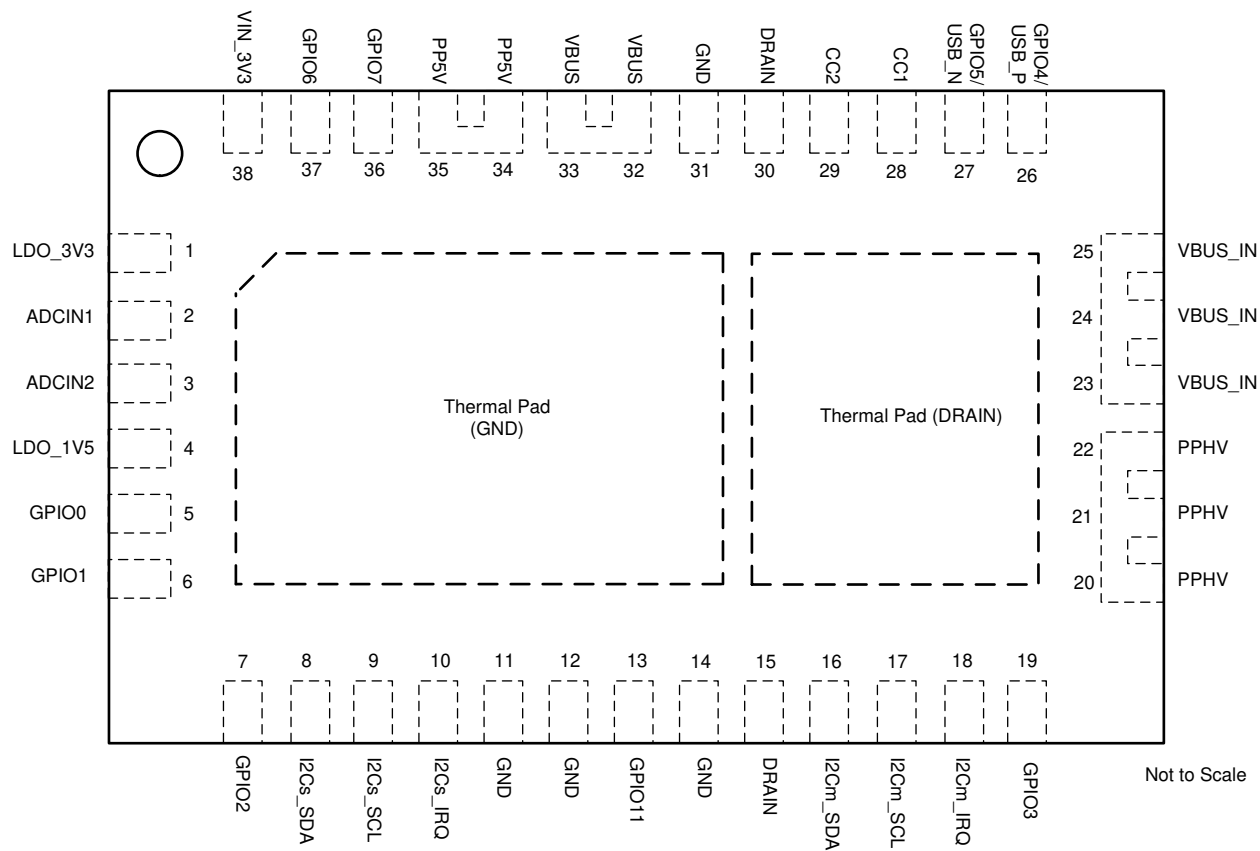 VIN_3V3
GPIO6
GPIO7
PP5V
PP5V
VBUS
VBUS
GND
DRAIN
CC2
CC1
GPIO5/
USB_N
GPIO4/
USB_P
38
37
36
35
34
33
32
31
30
29
28
27
26
LDO_3V3
1
ADCIN1
2
ADCIN2
3
LDO_1V5
4
GPIO0
5
GPIO1
6
Thermal Pad
(GND)
Thermal Pad (DRAIN)
25
VBUS_IN
24
VBUS_IN
23
VBUS_IN
22
PPHV
21
PPHV
20
PPHV
7
8
9
10
11
12
13
14
15
16
17
18
19
GPIO2
I2Cs_SDA
I2Cs_SCL
I2Cs_IRQ
GND
GND
GPIO11
GND
DRAIN
I2Cm_SDA
I2Cm_SCL
I2Cm_IRQ
GPIO3
Not to Scale